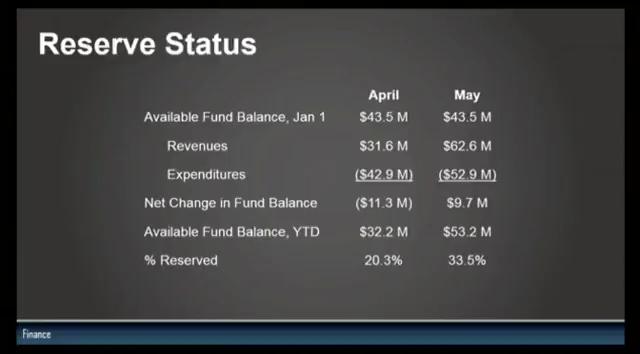 Reserve Status
April May
Available Fund Balance, Jan 1 $43.5 M $43.5 M
Revenues $31.6 M $62.6 M
Expenditures ($42.9 M) ($52.9 M)
Net Change in Fund Balance ($11.3 M) $9.7 M
Available Fund Balance, YTD $32.2 M $53.2 M
% Reserved 20.3% 33.5%
Finance